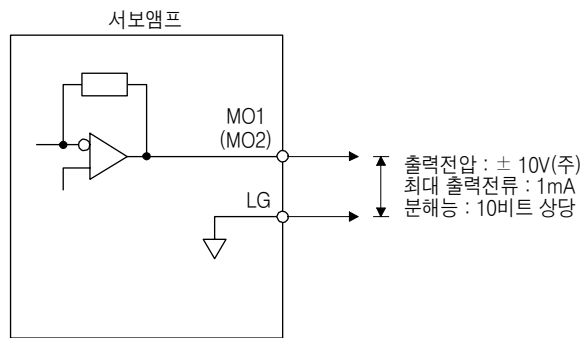 서보앰프
MO1
(MO2)
LG
출력전압 : ± 10V(주)
최대 출력전류 : 1mA
분해능 : 10비트 상당